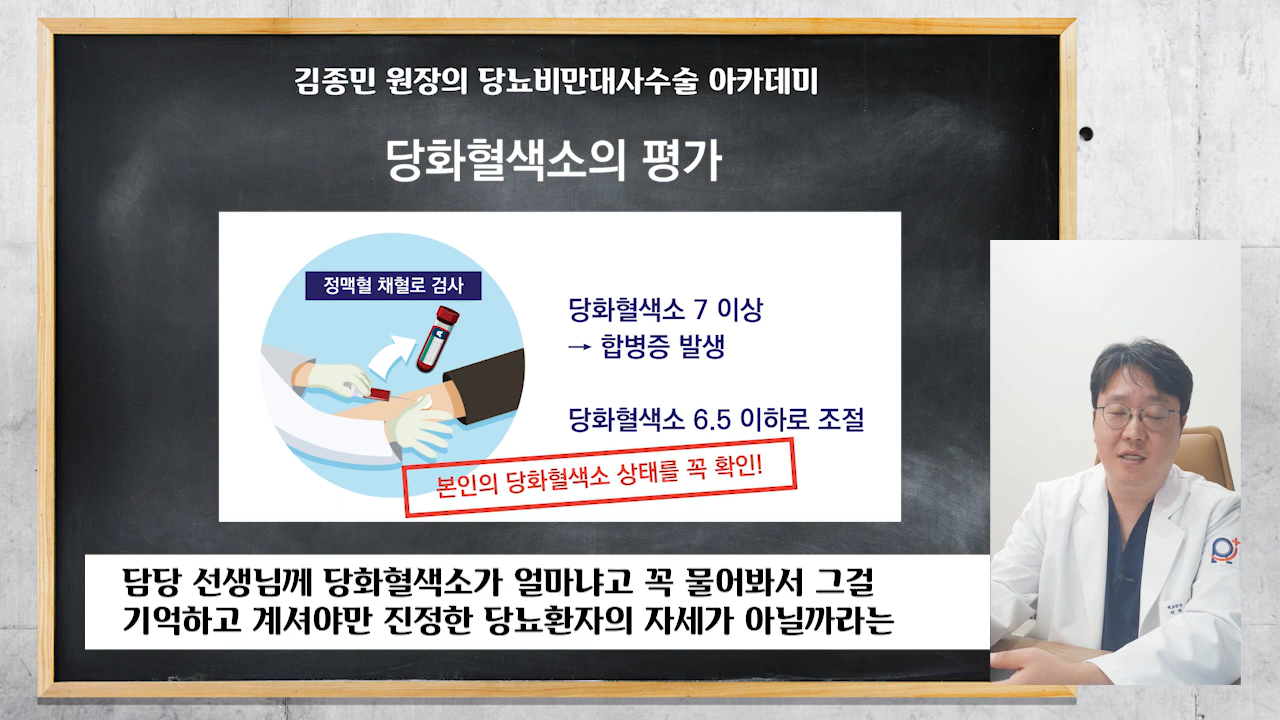 김종민 원장의 당뇨비만대사수술 아카데미
당화혈색소의 평가
정맥혈 채혈로 검사
당화혈색소 7 이상
→ 합병증 발생
당화혈색소 6.5 이하로 조절
본인의 당화혈색소 상태를 꼭 확인!
담당 선생님께 당화혈색소가 얼마냐고 꼭 물어봐서 그걸
기억하고 계셔야만 진정한 당뇨환자의 자세가 아닐까라는